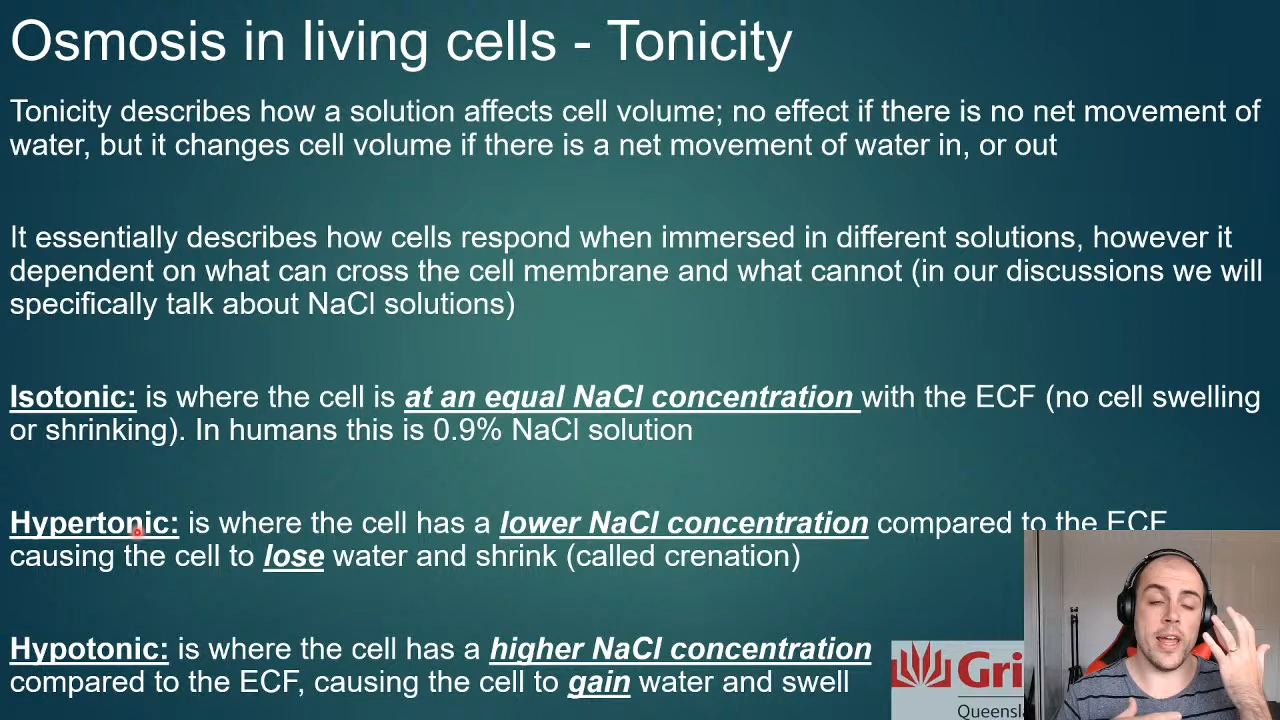 Osmosis in living cells - Tonicity
Tonicity describes how a solution affects cell volume; no effect if there is no net movement of
water, but it changes cell volume if there is a net movement of water in, or out
It essentially describes how cells respond when immersed in different solutions, however it
dependent on what can cross the cell membrane and what cannot (in our discussions we will
specifically talk about NaCl solutions)
Isotonic: is where the cell is at an equal NaCl concentration with the ECF (no cell swelling
or shrinking). In humans this is 0.9% NaCl solution
Hypertonic: is where the cell has a lower NaCl concentration compared to the ECF
causing the cell to lose water and shrink (called crenation)
Hypotonic: is where the cell has a higher NaCl concentration
compared to the ECF, causing the cell to gain water and swell
Gri
Queensla